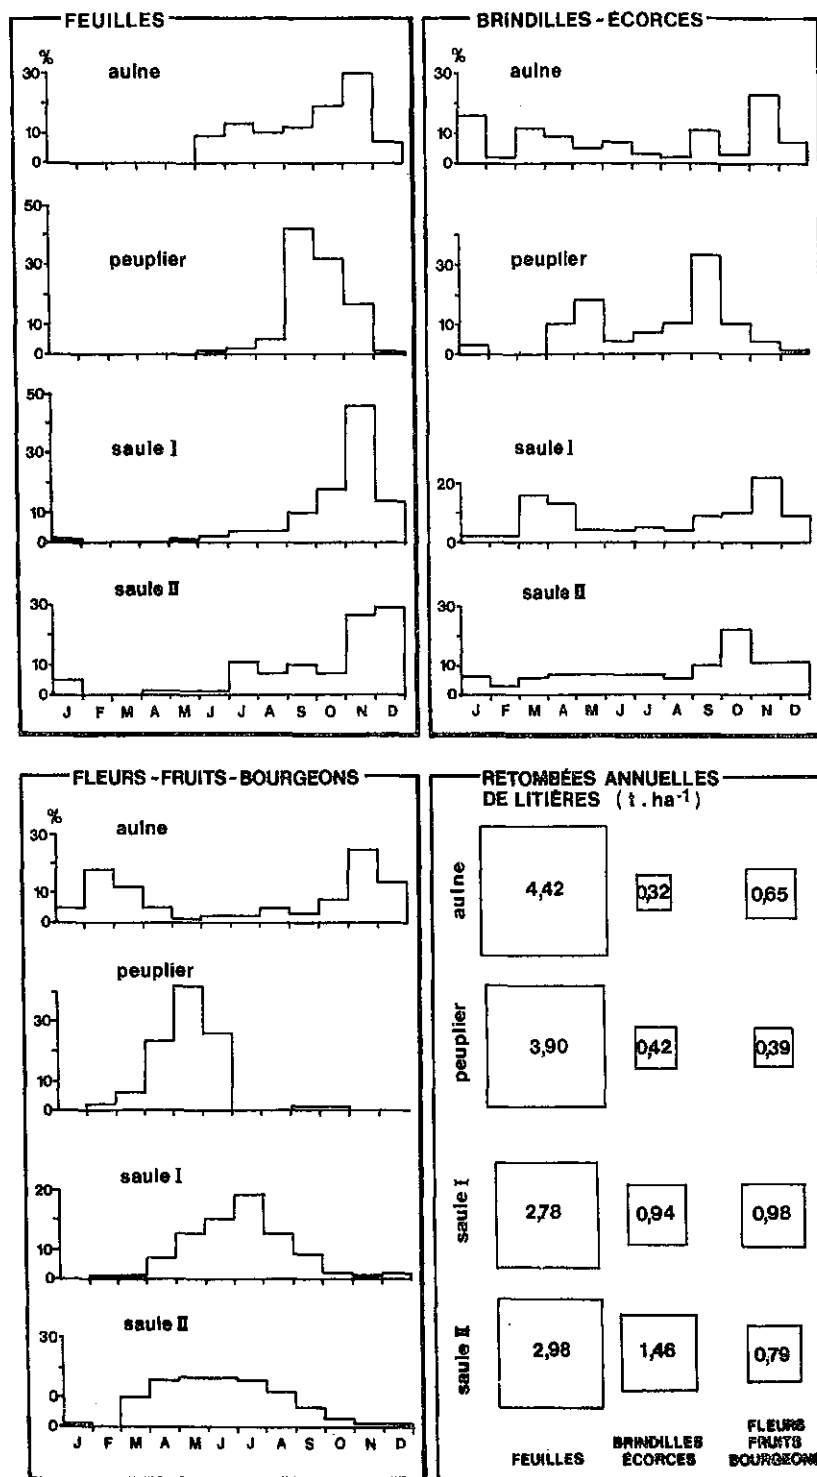 FEUILLES
%
30
10
0
aulne
50
30
10
0
peuplier
50
30
10
0
saule I
30
10
0
saule II
J F M A M J J A S O N D
BRINDILLES - ÉCORCES
%
30
10
0
aulne
30
10
0
peuplier
20
0
saule I
30
10
0
saule II
J F M A M J J A S O N D
FLEURS - FRUITS - BOURGEONS
%
30
10
0
aulne
30
10
0
peuplier
20
10
0
saule I
30
0
0
saule II
J F M A M J J A S O N D
RETOMBÉES ANNUELLES
DE LITIÈRES (t.ha-1)
aulne
4,42 0,32 0,65
peuplier
3,90 0,42 0,39
saule I
2,78 0,94 0,98
saule II
2,98 1,46 0,79
FEUILLES
BRINDILLES
ÉCORCES
FLEURS
FRUITS
BOURGEONS